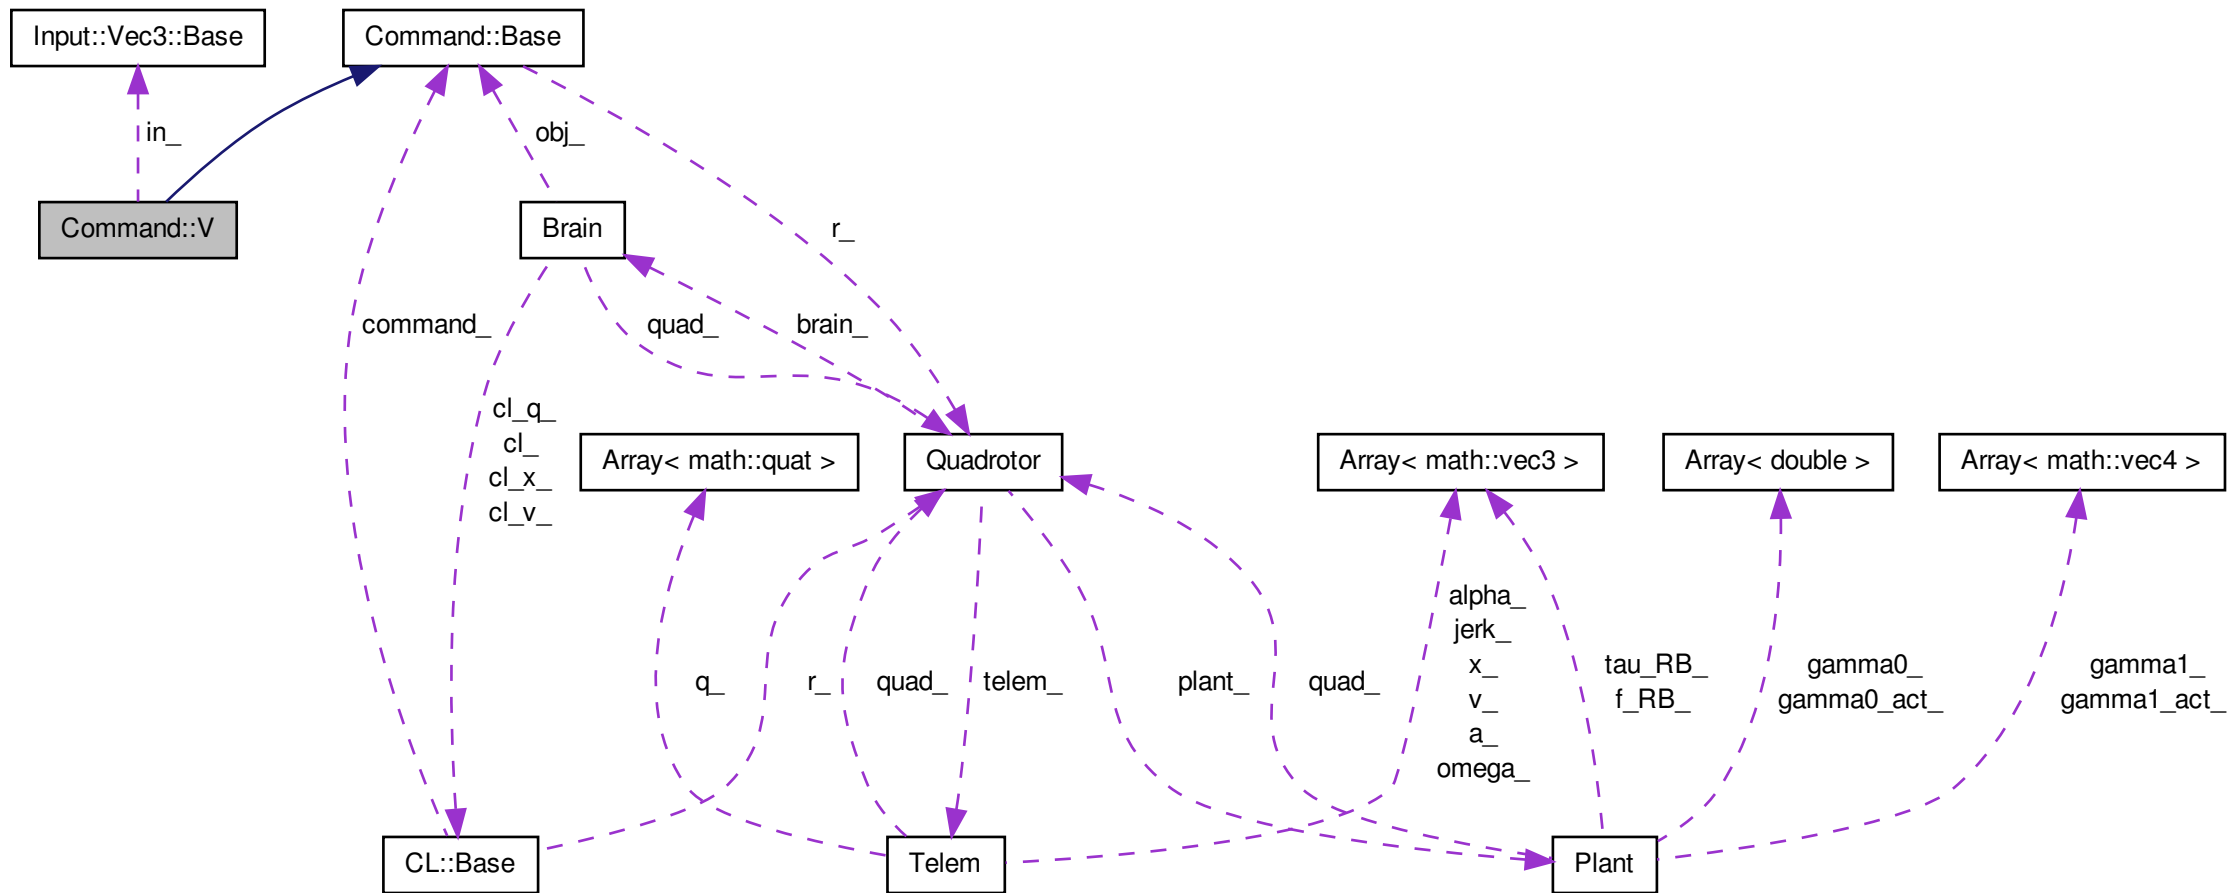 Input::Vec3::Base
Command::Base
in_
obj_
Command::V
Brain
r_
command_
quad_
brain_
cl_q_
cl_
cl_x_
cl_v_
Array< math::quat >
Quadrotor
Array< math::vec3 >
Array< double >
Array< math::vec4 >
q_
r_
quad_
telem_
plant_
quad_
alpha_
jerk_
x_
v_
a_
omega_
tau_RB_
f_RB_
gamma0_
gamma0_act_
gamma1_
gamma1_act_
CL::Base
Telem
Plant